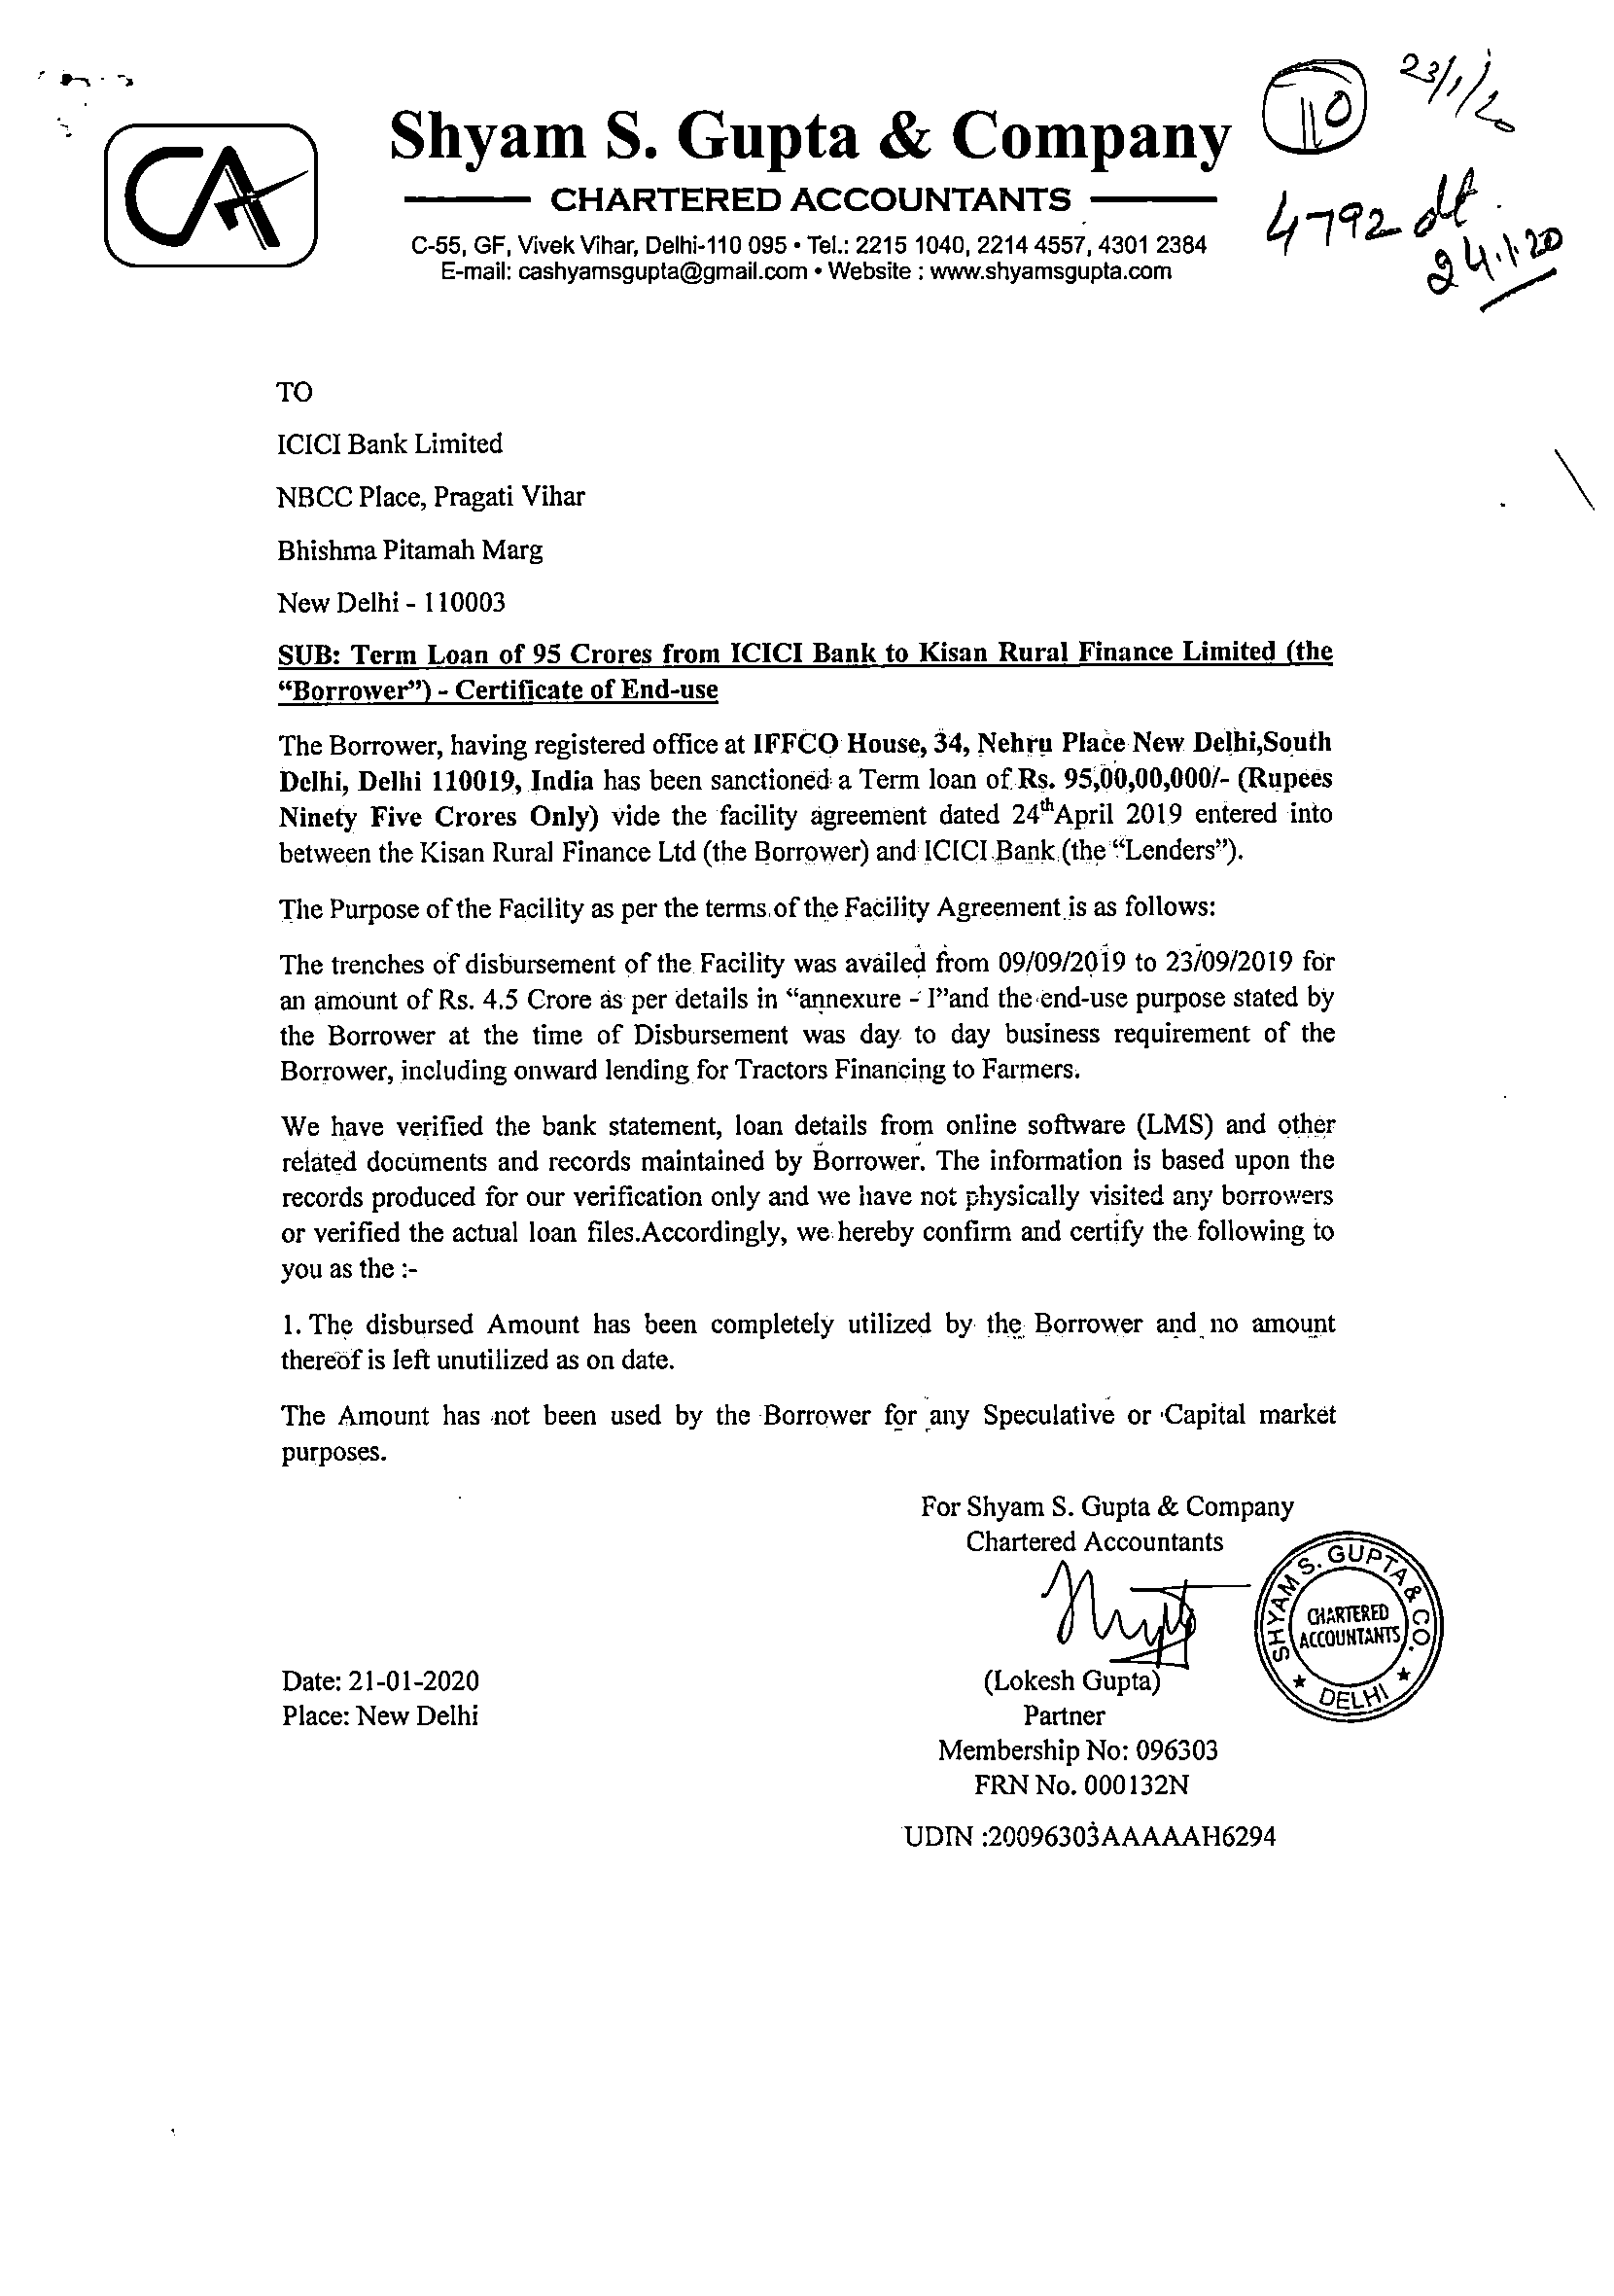 CA
Shyam S. Gupta & Company
CHARTERED ACCOUNTANTS
C-55, GF, Vivek Vihar, Delhi-110 095 • Tel.: 2215 1040, 2214 4557, 4301 2384
E-mail: cashyamsgupta@gmail.com • Website : www.shyamsgupta.com
110
23/1/20
4792 dt.
24.1.20
TO
ICICI Bank Limited
NBCC Place, Pragati Vihar
Bhishma Pitamah Marg
New Delhi - 110003
SUB: Term Loan of 95 Crores from ICICI Bank to Kisan Rural Finance Limited (the
“Borrower”) - Certificate of End-use
The Borrower, having registered office at IFFCO House, 34, Nehru Place New Delhi,South
Delhi, Delhi 110019, India has been sanctioned a Term loan of Rs. 95,00,00,000/- (Rupees
Ninety Five Crores Only) vide the facility agreement dated 24th April 2019 entered into
between the Kisan Rural Finance Ltd (the Borrower) and ICICI Bank (the “Lenders”).
The Purpose of the Facility as per the terms of the Facility Agreement is as follows:
The trenches of disbursement of the Facility was availed from 09/09/2019 to 23/09/2019 for
an amount of Rs. 4.5 Crore as per details in “annexure - I”and the end-use purpose stated by
the Borrower at the time of Disbursement was day to day business requirement of the
Borrower, including onward lending for Tractors Financing to Farmers.
We have verified the bank statement, loan details from online software (LMS) and other
related documents and records maintained by Borrower. The information is based upon the
records produced for our verification only and we have not physically visited any borrowers
or verified the actual loan files.Accordingly, we hereby confirm and certify the following to
you as the :-
1. The disbursed Amount has been completely utilized by the Borrower and no amount
thereof is left unutilized as on date.
The Amount has not been used by the Borrower for any Speculative or Capital market
purposes.
For Shyam S. Gupta & Company
Chartered Accountants
SHYAM S. GUPTA & CO.
CHARTERED
ACCOUNTANTS
★ DELHI ★
Date: 21-01-2020
(Lokesh Gupta)
Place: New Delhi
Partner
Membership No: 096303
FRN No. 000132N
UDIN :20096303AAAAAH6294